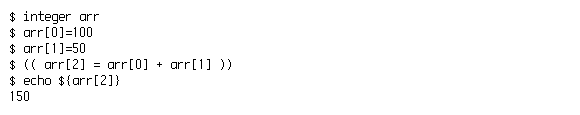 $ integer arr
$ arr[0]=100
$ arr[1]=50
$ (( arr[2] = arr[0] + arr[1] ))
$ echo ${arr[2]}
150